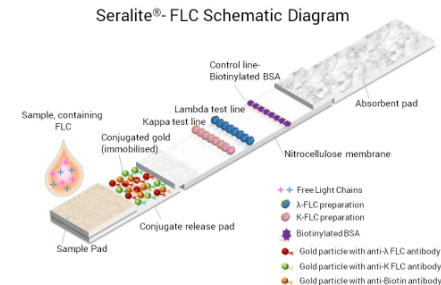 Seralite®- FLC Schematic Diagram
Control line-
Biotinylated BSA
Absorbent pad
Sample, containing
FLC
Lambda test line
Kappa test line
Conjugated gold
(immobilised)
Nitrocellulose membrane
Conjugate release pad
Sample Pad
Free Light Chains
λ-FLC preparation
K-FLC preparation
Biotinylated BSA
Gold particle with anti-λ FLC antibody
Gold particle with anti-K FLC antibody
Gold particle with anti-Biotin antibody